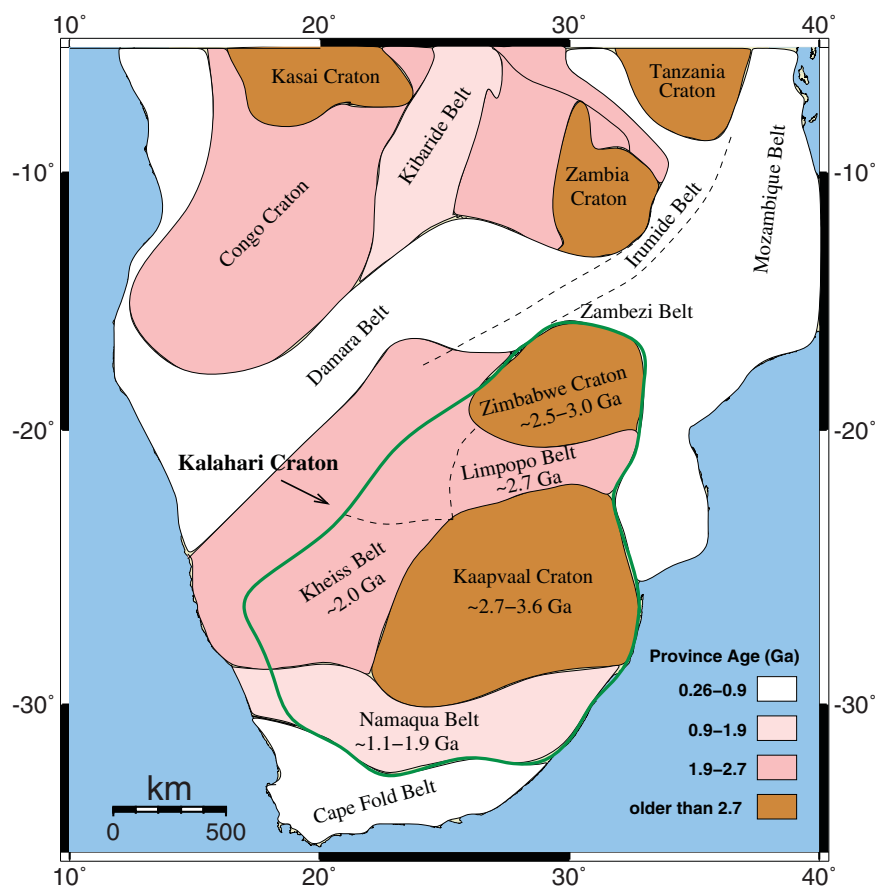 10°
20°
30°
40°
Kasai Craton
Tanzania
Craton
Kibaride Belt
-10°
-10°
Zambia
Craton
Mozambique Belt
Congo Craton
Irumide Belt
Zambezi Belt
Damara Belt
Zimbabwe Craton
~2.5–3.0 Ga
-20°
-20°
Kalahari Craton
Limpopo Belt
~2.7 Ga
Kheiss Belt
~2.0 Ga
Kaapvaal Craton
~2.7–3.6 Ga
Province Age (Ga)
0.26–0.9
-30°
-30°
Namaqua Belt
~1.1–1.9 Ga
0.9–1.9
1.9–2.7
older than 2.7
km
0
500
Cape Fold Belt
10°
20°
30°
40°